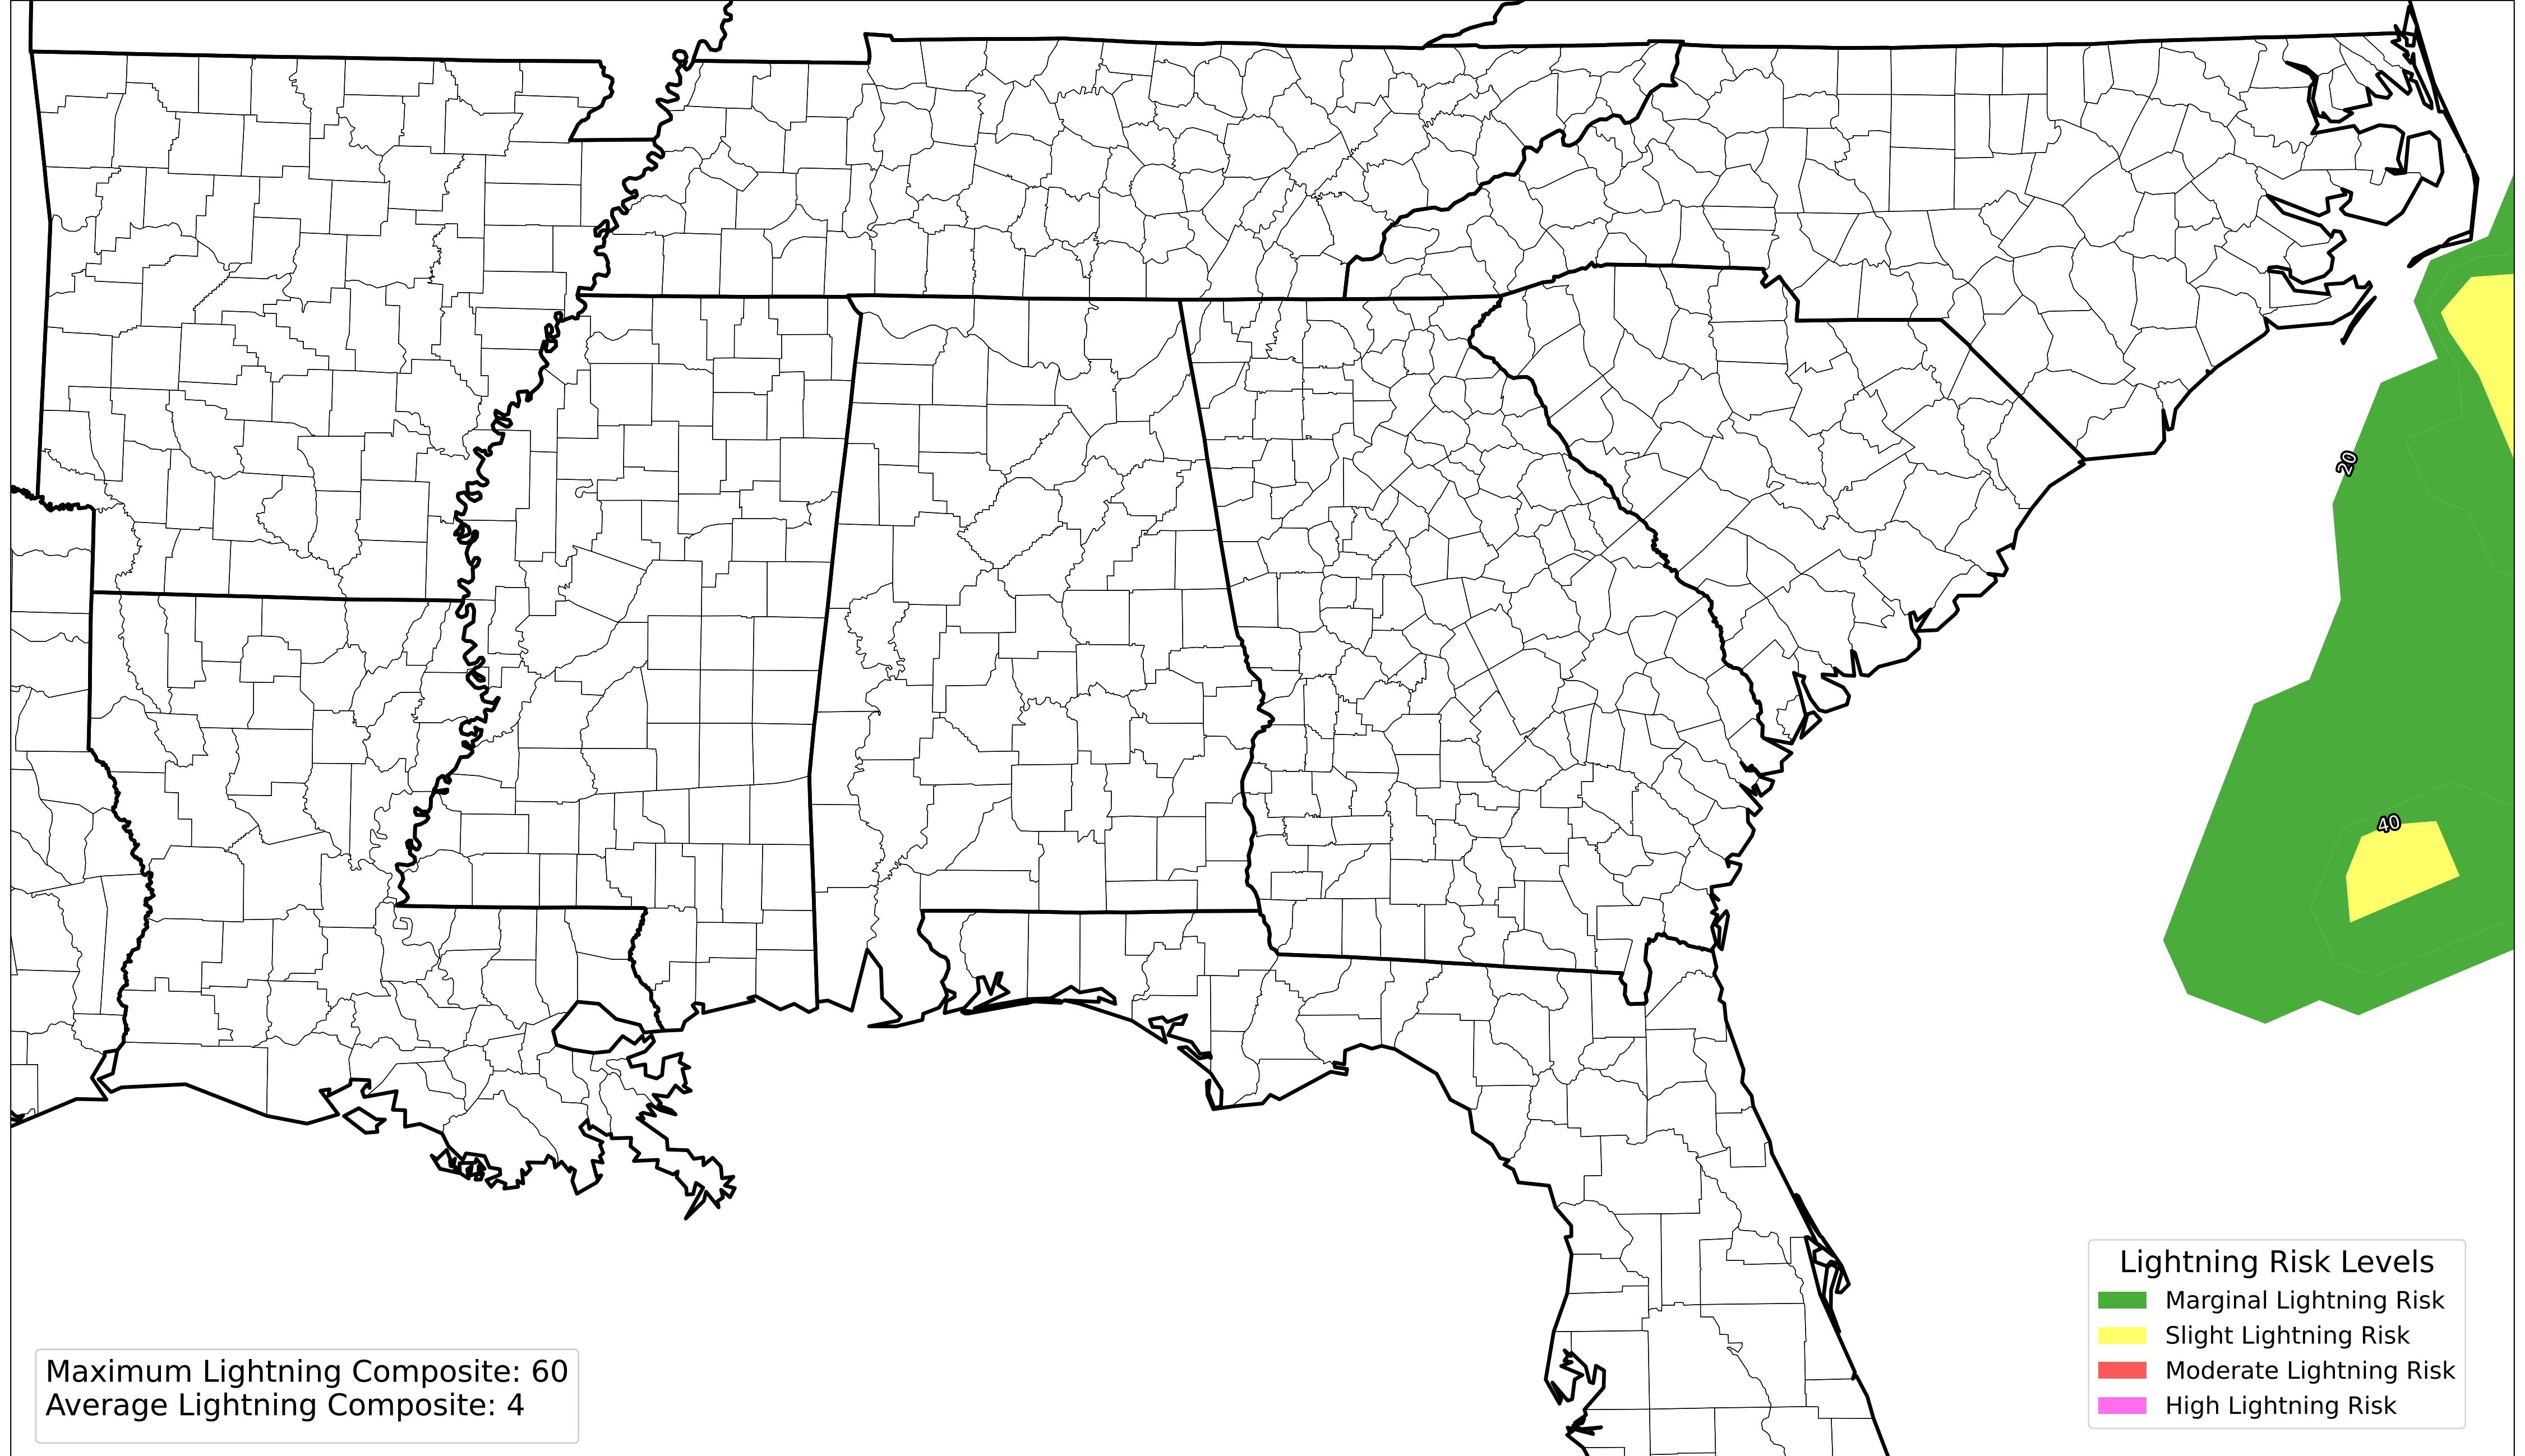 20
40
Lightning Risk Levels
Marginal Lightning Risk
Slight Lightning Risk
Moderate Lightning Risk
High Lightning Risk
Maximum Lightning Composite: 60
Average Lightning Composite: 4